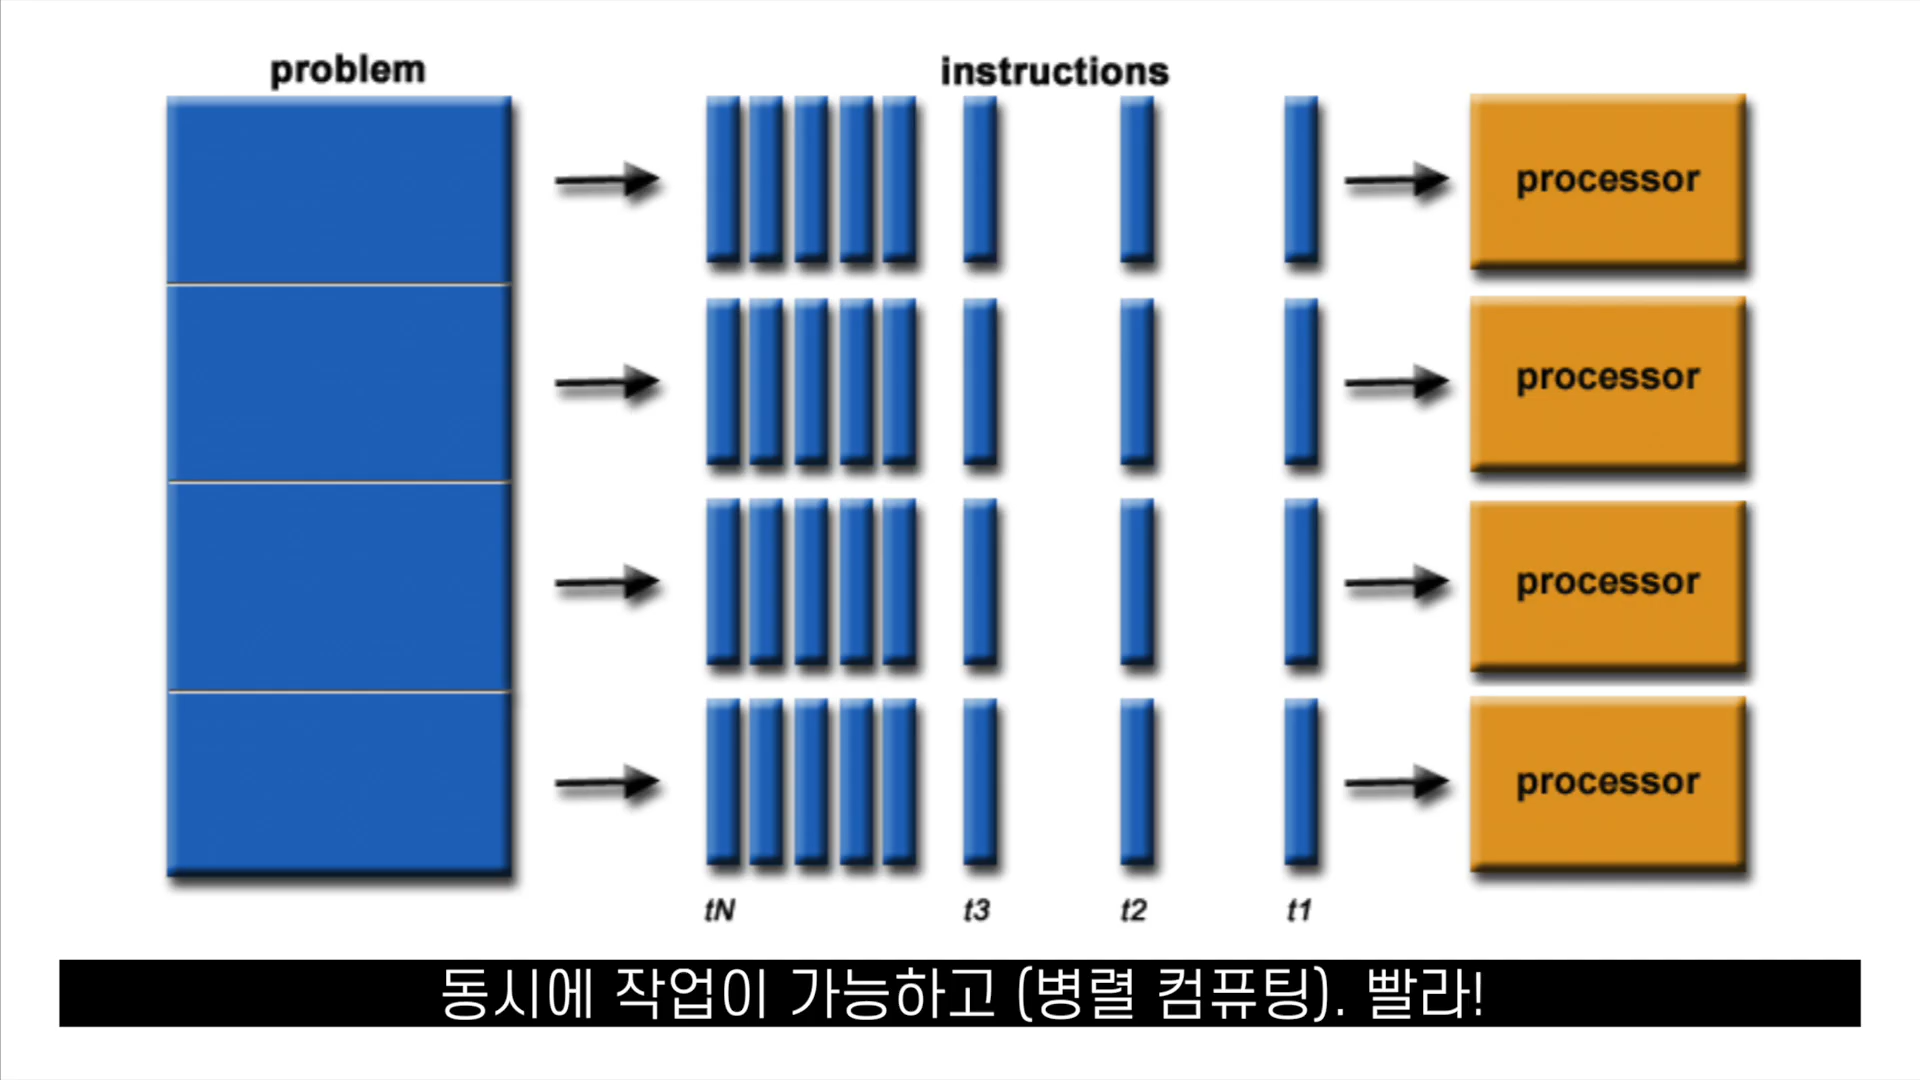 problem
instructions
processor
processor
processor
processor
tN
t3
t2
t1
동시에 작업이 가능하고 (병렬 컴퓨팅). 빨라!